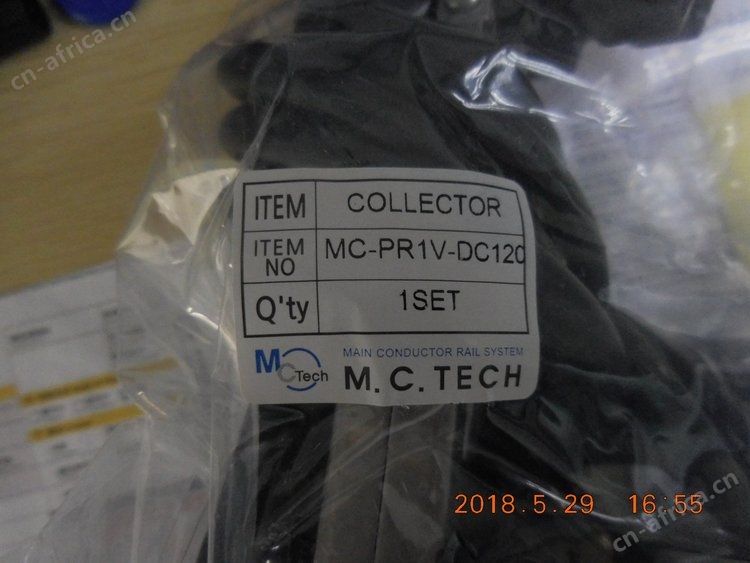 cn-africa.cn
ITEM COLLECTOR
ITEM NO MC-PR1V-DC120
Q'ty 1SET
MCTech MAIN CONDUCTOR RAIL SYSTEM
M.C.TECH
2018.5.29 16:55
cn-africa.cn